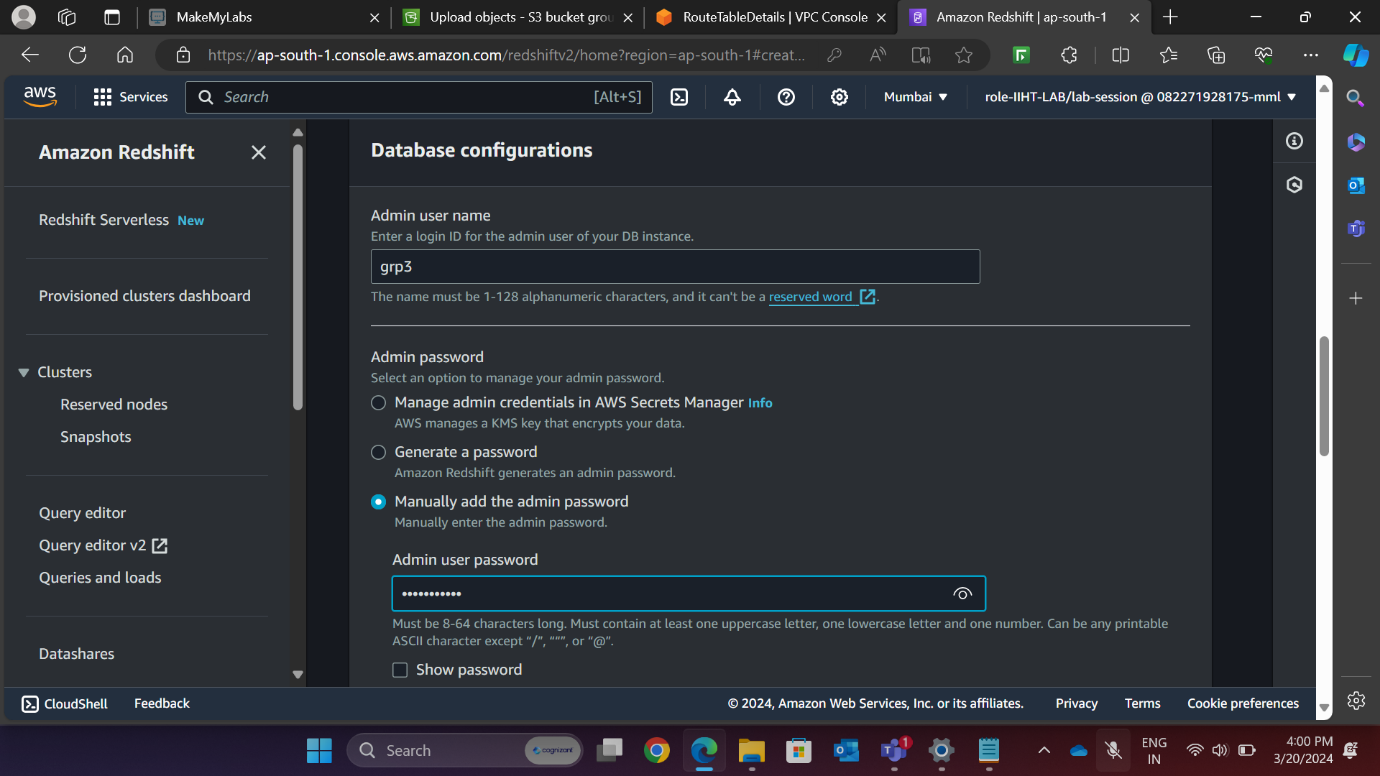 MakeMyLabs
Upload objects - S3 bucket grou
RouteTableDetails | VPC Console
Amazon Redshift | ap-south-1
https://ap-south-1.console.aws.amazon.com/redshiftv2/home?region=ap-south-1#creat...
aws
Services
Search
[Alt+S]
Mumbai
role-IIHT-LAB/lab-session @ 082271928175-mml
Amazon Redshift
Redshift Serverless New
Provisioned clusters dashboard
Clusters
Reserved nodes
Snapshots
Query editor
Query editor v2
Queries and loads
Datashares
Database configurations
Admin user name
Enter a login ID for the admin user of your DB instance.
grp3
The name must be 1-128 alphanumeric characters, and it can't be a reserved word .
Admin password
Select an option to manage your admin password.
Manage admin credentials in AWS Secrets Manager Info
AWS manages a KMS key that encrypts your data.
Generate a password
Amazon Redshift generates an admin password.
Manually add the admin password
Manually enter the admin password.
Admin user password
•••••••••••
Must be 8-64 characters long. Must contain at least one uppercase letter, one lowercase letter and one number. Can be any printable
ASCII character except "/", """, or "@".
Show password
CloudShell
Feedback
© 2024, Amazon Web Services, Inc. or its affiliates.
Privacy
Terms
Cookie preferences
Search
cognizant
1
ENG
IN
4:00 PM
3/20/2024